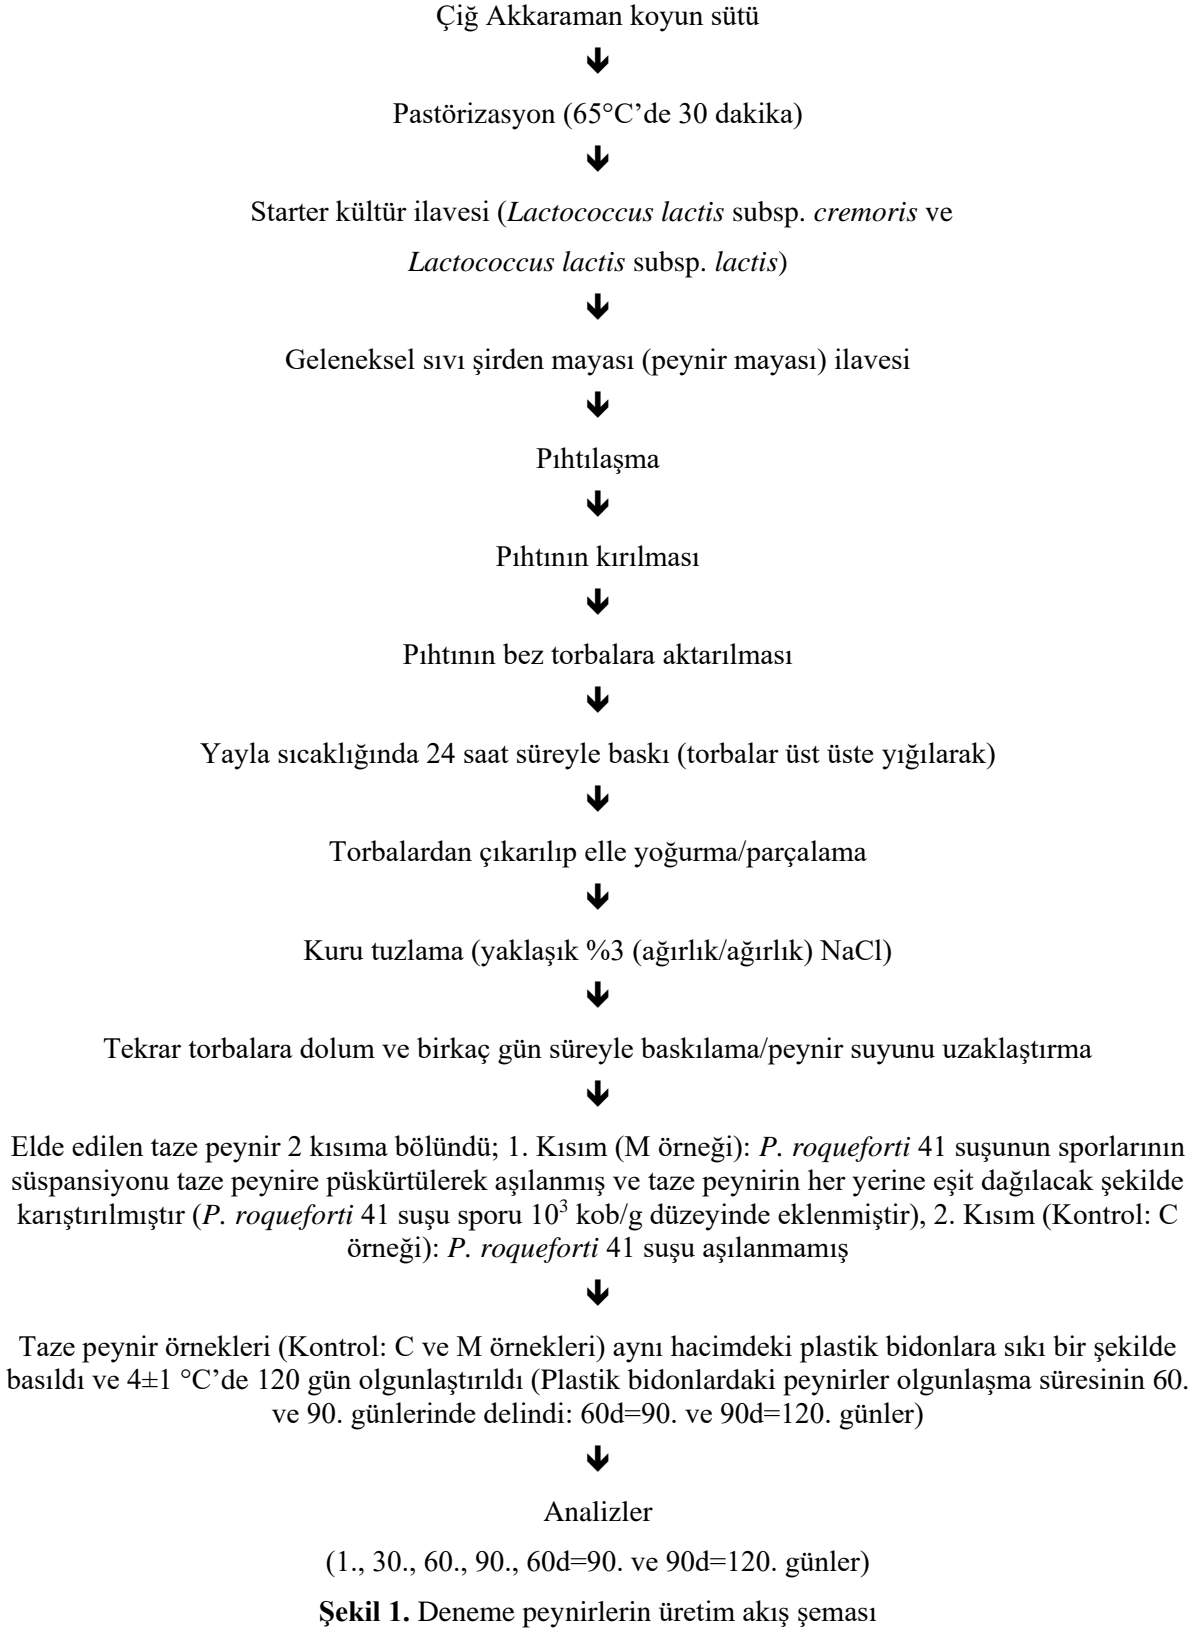 Çiğ Akkaraman koyun sütü
🡻
Pastörizasyon (65°C’de 30 dakika)
🡻
Starter kültür ilavesi (Lactococcus lactis subsp. cremoris ve
Lactococcus lactis subsp. lactis)
🡻
Geleneksel sıvı şirden mayası (peynir mayası) ilavesi
🡻
Pıhtılaşma
🡻
Pıhtının kırılması
🡻
Pıhtının bez torbalara aktarılması
🡻
Yayla sıcaklığında 24 saat süreyle baskı (torbalar üst üste yığılarak)
🡻
Torbalardan çıkarılıp elle yoğurma/parçalama
🡻
Kuru tuzlama (yaklaşık %3 (ağırlık/ağırlık) NaCl)
🡻
Tekrar torbalara dolum ve birkaç gün süreyle baskılama/peynir suyunu uzaklaştırma
🡻
Elde edilen taze peynir 2 kısıma bölündü; 1. Kısım (M örneği): P. roqueforti 41 suşunun sporlarının
süspansiyonu taze peynire püskürtülerek aşılanmış ve taze peynirin her yerine eşit dağılacak şekilde
karıştırılmıştır (P. roqueforti 41 suşu sporu 10³ kob/g düzeyinde eklenmiştir), 2. Kısım (Kontrol: C
örneği): P. roqueforti 41 suşu aşılanmamış
🡻
Taze peynir örnekleri (Kontrol: C ve M örnekleri) aynı hacimdeki plastik bidonlara sıkı bir şekilde
basıldı ve 4±1 °C’de 120 gün olgunlaştırıldı (Plastik bidonlardaki peynirler olgunlaşma süresinin 60.
ve 90. günlerinde delindi: 60d=90. ve 90d=120. günler)
🡻
Analizler
(1., 30., 60., 90., 60d=90. ve 90d=120. günler)
Şekil 1. Deneme peynirlerin üretim akış şeması